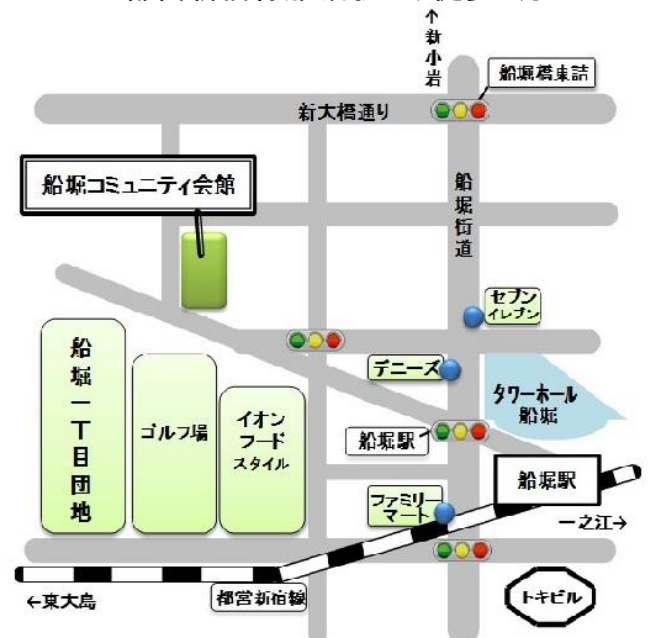 ↑新小岩
船堀橋東詰
新大橋通り
船堀コミュニティ会館
船堀街道
セブン
イレブン
船堀一丁目団地
デニーズ
タワーホール
船堀
ゴルフ場
イオン
フード
スタイル
船堀駅
船堀駅
ファミリー
マート
一之江→
←東大島
都営新宿線
トキビル